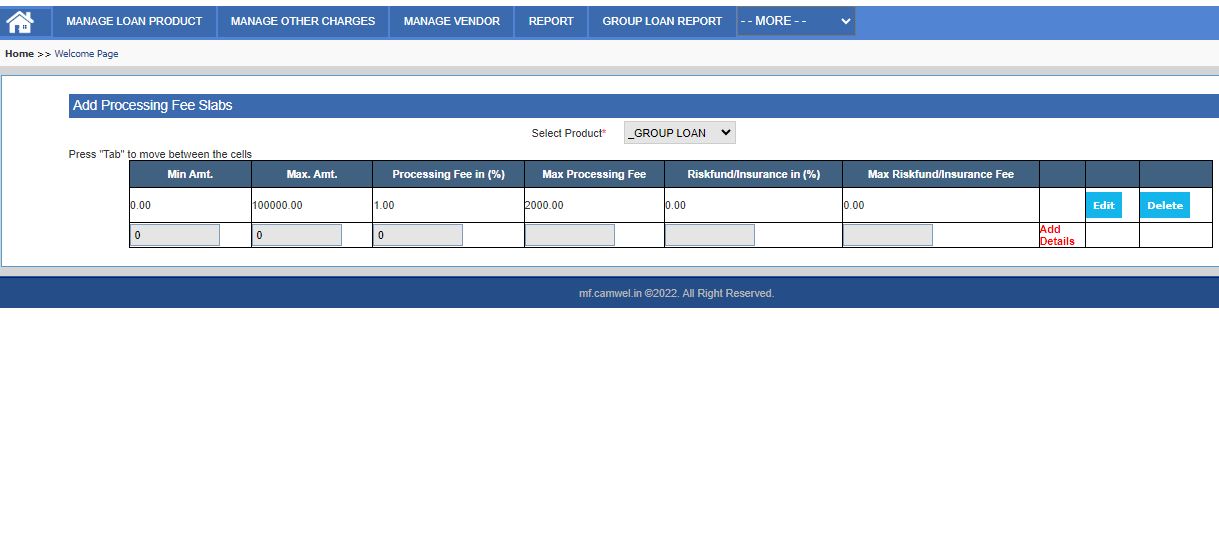 MANAGE LOAN PRODUCT MANAGE OTHER CHARGES MANAGE VENDOR REPORT GROUP LOAN REPORT - - MORE - -
Home >> Welcome Page
Add Processing Fee Slabs
Select Product* _GROUP LOAN
Press "Tab" to move between the cells
Min Amt. Max. Amt. Processing Fee in (%) Max Processing Fee Riskfund/Insurance in (%) Max Riskfund/Insurance Fee
0.00 100000.00 1.00 2000.00 0.00 0.00 Edit Delete
0 0 0 Add
Details
mf.camwel.in ©2022. All Right Reserved.